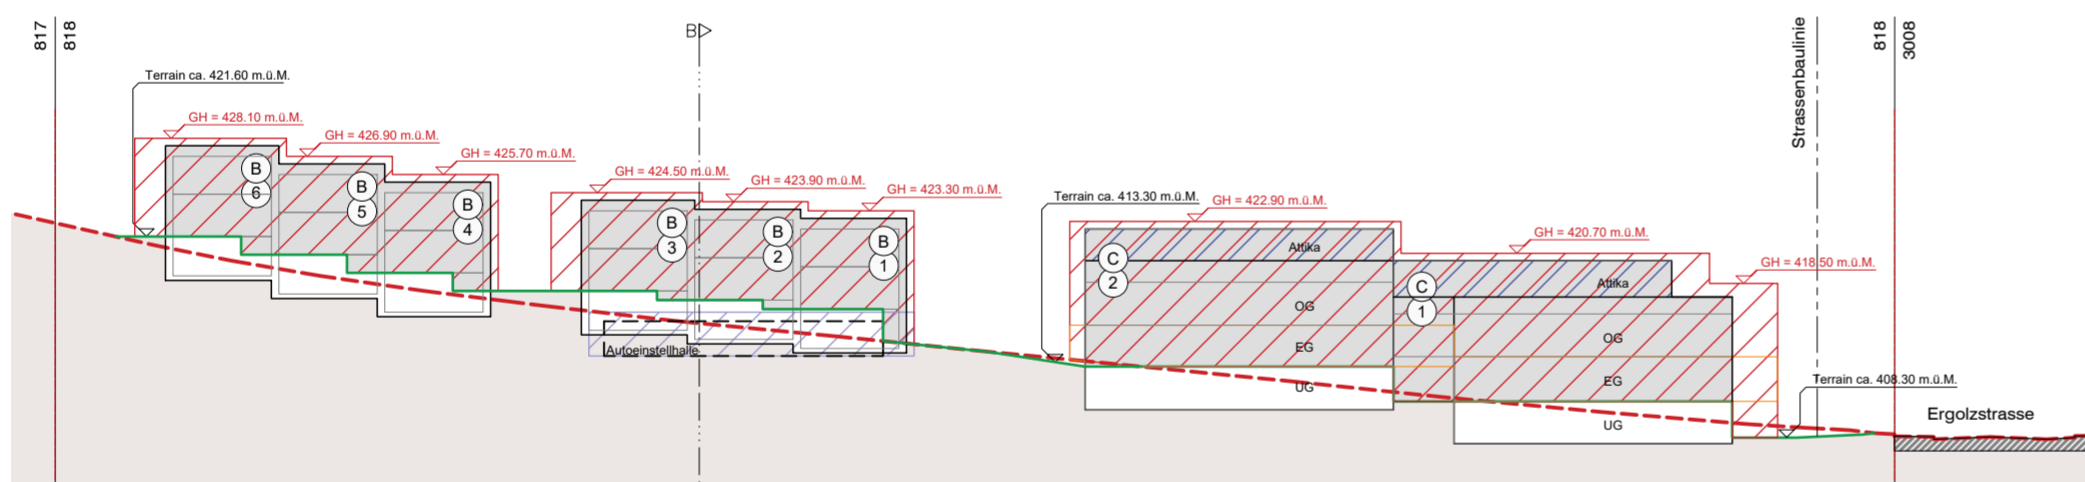 817
818
Terrain ca. 421.60 m.ü.M.
GH = 428.10 m.ü.M.
GH = 426.90 m.ü.M.
GH = 425.70 m.ü.M.
B
6
B
5
B
4
B
GH = 424.50 m.ü.M.
GH = 423.90 m.ü.M.
GH = 423.30 m.ü.M.
B
3
B
2
B
1
Autoeinstellhalle
Terrain ca. 413.30 m.ü.M.
GH = 422.90 m.ü.M.
GH = 420.70 m.ü.M.
GH = 418.50 m.ü.M.
C
2
Attika
OG
EG
UG
C
1
Attika
OG
EG
UG
Strassenbaulinie
818
3008
Terrain ca. 408.30 m.ü.M.
Ergolzstrasse